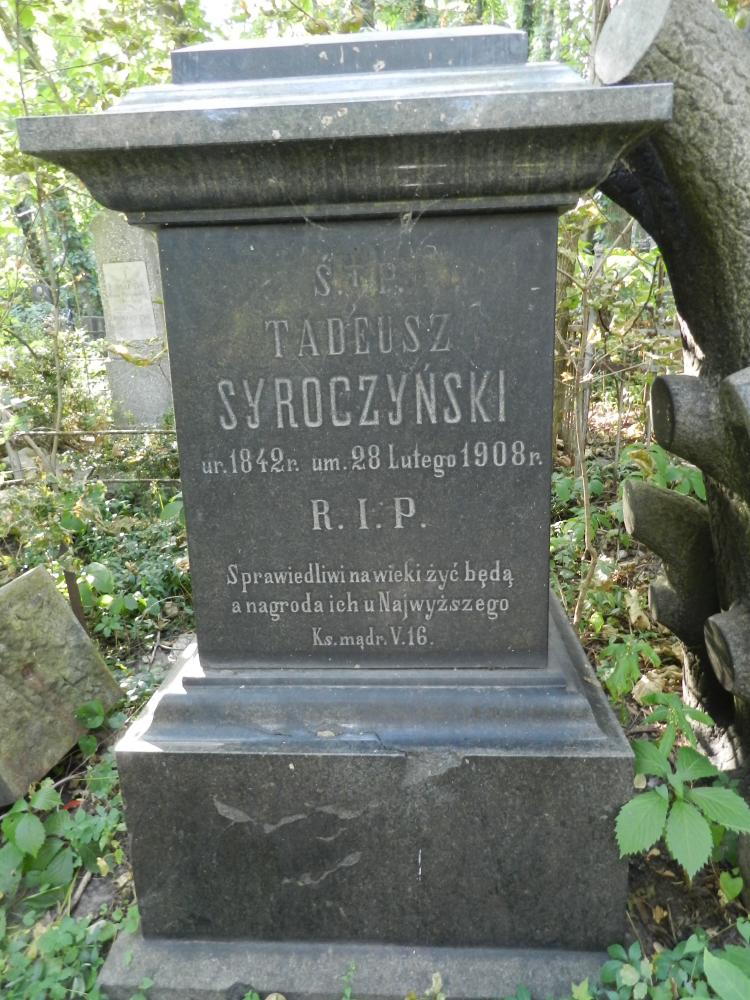 Ś.†P.
TADEUSZ
SYROCZYŃSKI
ur. 1842 r. um. 28 Lutego 1908 r.
R. I. P.
Sprawiedliwi na wieki żyć będą
a nagroda ich u Najwyższego
Ks. mądr. V. 16.